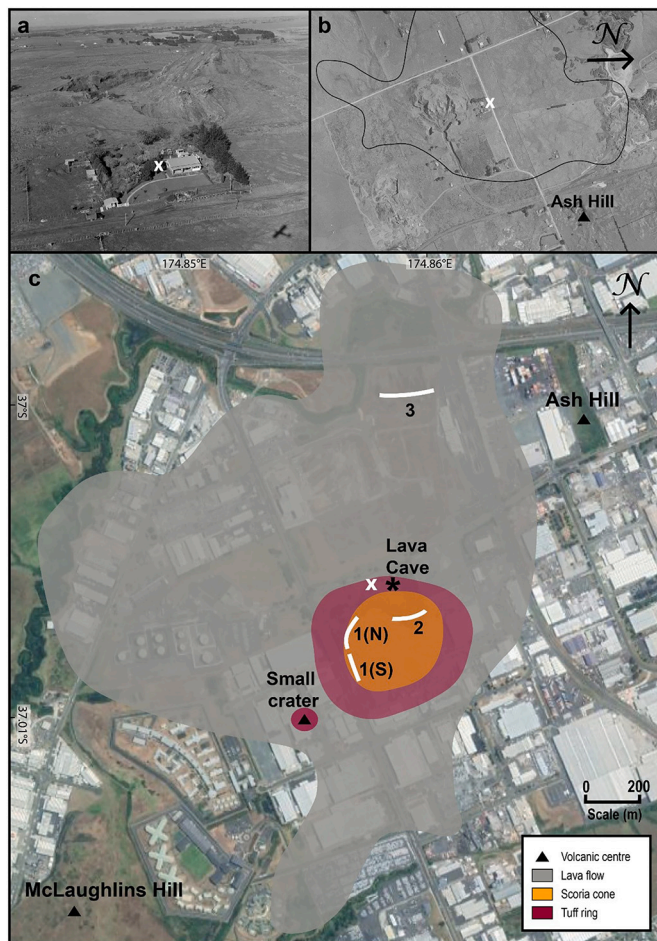 a
x
b
N
x
Ash Hill
c
174.85°E
174.86°E
N
37°S
3
Ash Hill
Lava
Cave
x
*
1(N)
2
1(S)
Small
crater
37.01°S
0
200
Scale (m)
McLaughlins Hill
Volcanic centre
Lava flow
Scoria cone
Tuff ring